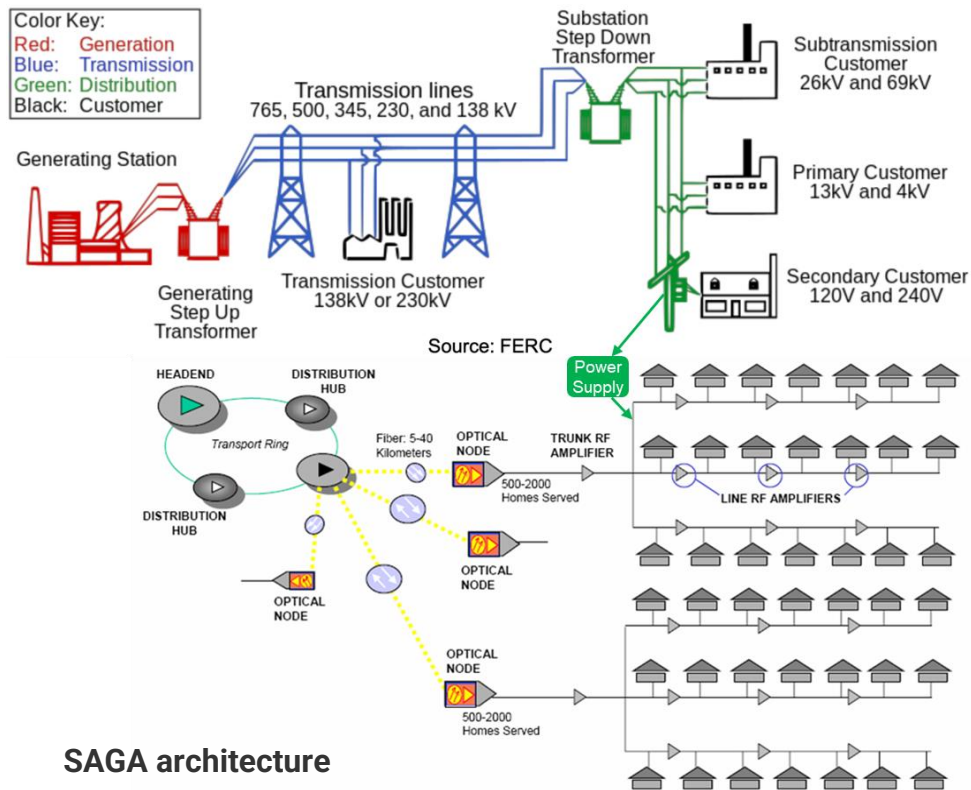 Color Key:
Red: Generation
Blue: Transmission
Green: Distribution
Black: Customer
Generating Station
Transmission lines
765, 500, 345, 230, and 138 kV
Substation
Step Down
Transformer
Subtransmission
Customer
26kV and 69kV
Primary Customer
13kV and 4kV
Secondary Customer
120V and 240V
Transmission Customer
138kV or 230kV
Generating
Step Up
Transformer
Source: FERC
Power
Supply
HEADEND
DISTRIBUTION
HUB
Transport Ring
DISTRIBUTION
HUB
Fiber: 5-40
Kilometers
OPTICAL
NODE
500-2000
Homes Served
TRUNK RF
AMPLIFIER
LINE RF AMPLIFIERS
OPTICAL
NODE
OPTICAL
NODE
OPTICAL
NODE
500-2000
Homes Served
SAGA architecture